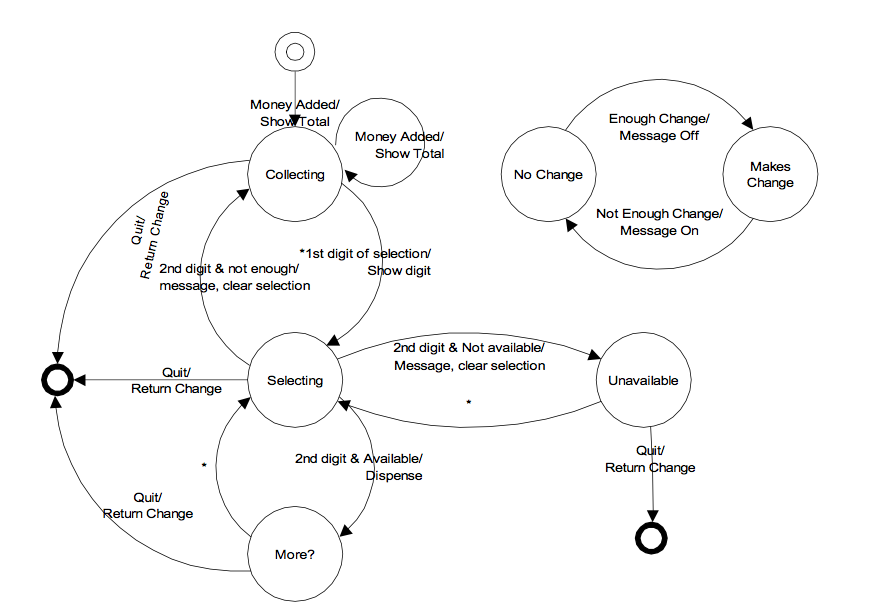 Money Added/
Show Total
Money Added/
Show Total
Collecting
Enough Change/
Message Off
No Change
Makes
Change
Not Enough Change/
Message On
Quit/
Return Change
*1st digit of selection/
Show digit
2nd digit & not enough/
message, clear selection
2nd digit & Not available/
Message, clear selection
Quit/
Return Change
Selecting
Unavailable
*
Quit/
Return Change
2nd digit & Available/
Dispense
*
Quit/
Return Change
More?